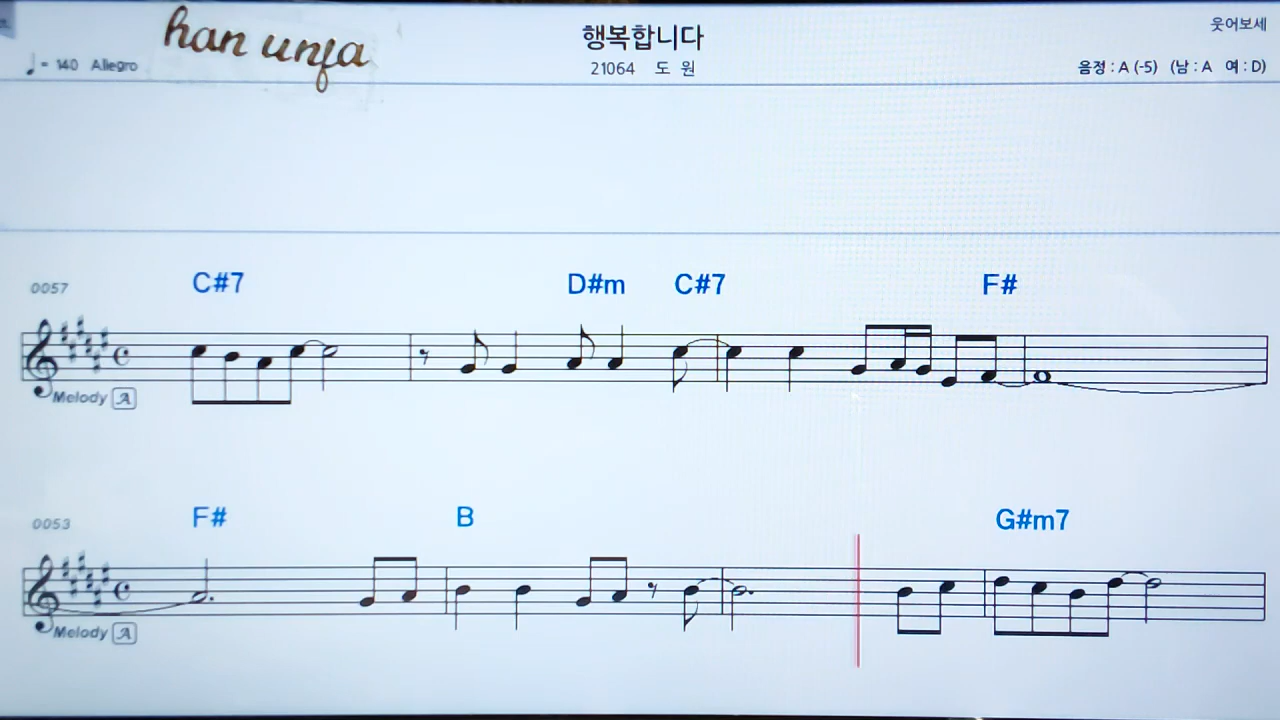 han unja
행복합니다
웃어보세
♩ = 140 Allegro
21064 도 원
음정 : A (-5) (남 : A 여 : D)
C#7 D#m C#7 F#
0057
Melody A
F# B G#m7
0053
Melody A